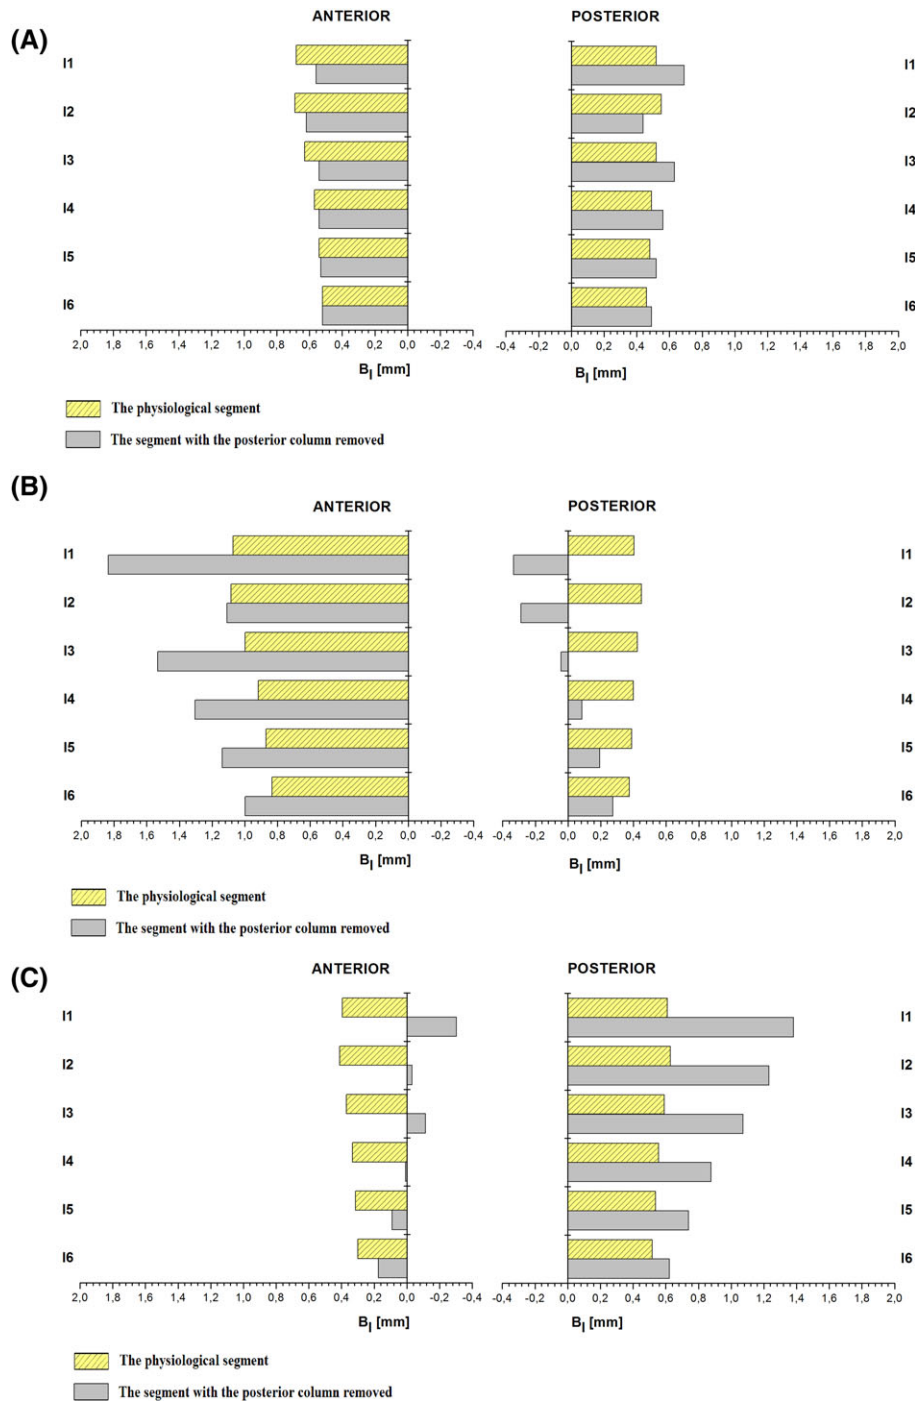 (A)
ANTERIOR POSTERIOR
I1 I1
I2 I2
I3 I3
I4 I4
I5 I5
I6 I6
2,0 1,8 1,6 1,4 1,2 1,0 0,8 0,6 0,4 0,2 0,0 -0,2 -0,4 -0,4 -0,2 0,0 0,2 0,4 0,6 0,8 1,0 1,2 1,4 1,6 1,8 2,0
BI [mm] BI [mm]
The physiological segment
The segment with the posterior column removed
(B)
ANTERIOR POSTERIOR
I1 I1
I2 I2
I3 I3
I4 I4
I5 I5
I6 I6
2,0 1,8 1,6 1,4 1,2 1,0 0,8 0,6 0,4 0,2 0,0 -0,2 -0,4 -0,4 -0,2 0,0 0,2 0,4 0,6 0,8 1,0 1,2 1,4 1,6 1,8 2,0
BI [mm] BI [mm]
The physiological segment
The segment with the posterior column removed
(C)
ANTERIOR POSTERIOR
I1 I1
I2 I2
I3 I3
I4 I4
I5 I5
I6 I6
2,0 1,8 1,6 1,4 1,2 1,0 0,8 0,6 0,4 0,2 0,0 -0,2 -0,4 -0,4 -0,2 0,0 0,2 0,4 0,6 0,8 1,0 1,2 1,4 1,6 1,8 2,0
BI [mm] BI [mm]
The physiological segment
The segment with the posterior column removed